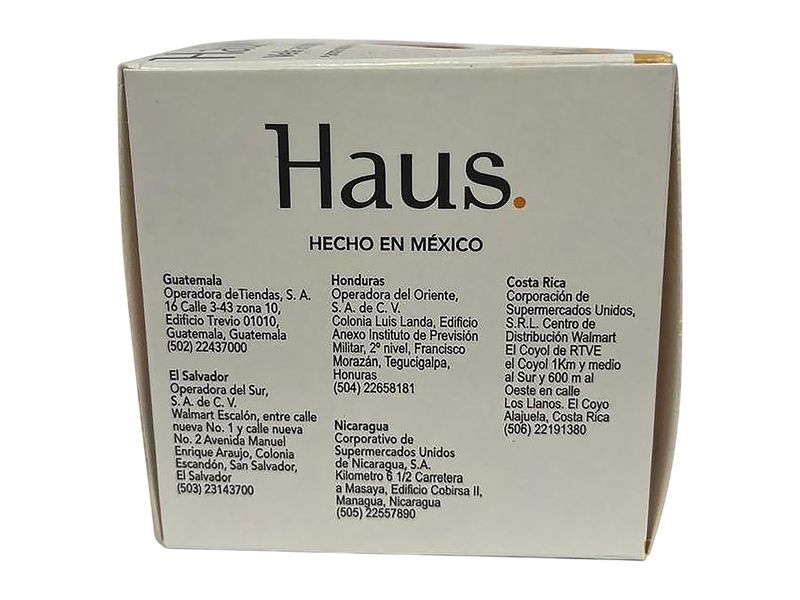 Haus.
HECHO EN MÉXICO
Guatemala
Operadora deTiendas, S. A.
16 Calle 3-43 zona 10,
Edificio Trevio 01010,
Guatemala, Guatemala
(502) 22437000
El Salvador
Operadora del Sur,
S. A. de C. V.
Walmart Escalón, entre calle
nueva No. 1 y calle nueva
No. 2 Avenida Manuel
Enrique Araujo, Colonia
Escandón, San Salvador,
El Salvador
(503) 23143700
Honduras
Operadora del Oriente,
S. A. de C. V.
Colonia Luis Landa, Edificio
Anexo Instituto de Previsión
Militar, 2º nivel, Francisco
Morazán, Tegucigalpa,
Honuras
(504) 22658181
Nicaragua
Corporativo de
Supermercados Unidos
de Nicaragua, S.A.
Kilometro 6 1/2 Carretera
a Masaya, Edificio Cobirsa II,
Managua, Nicaragua
(505) 22557890
Costa Rica
Corporación de
Supermercados Unidos,
S.R.L. Centro de
Distribución Walmart
El Coyol de RTVE
el Coyol 1Km y medio
al Sur y 600 m al
Oeste en calle
Los Llanos. El Coyo
Alajuela, Costa Rica
(506) 22191380